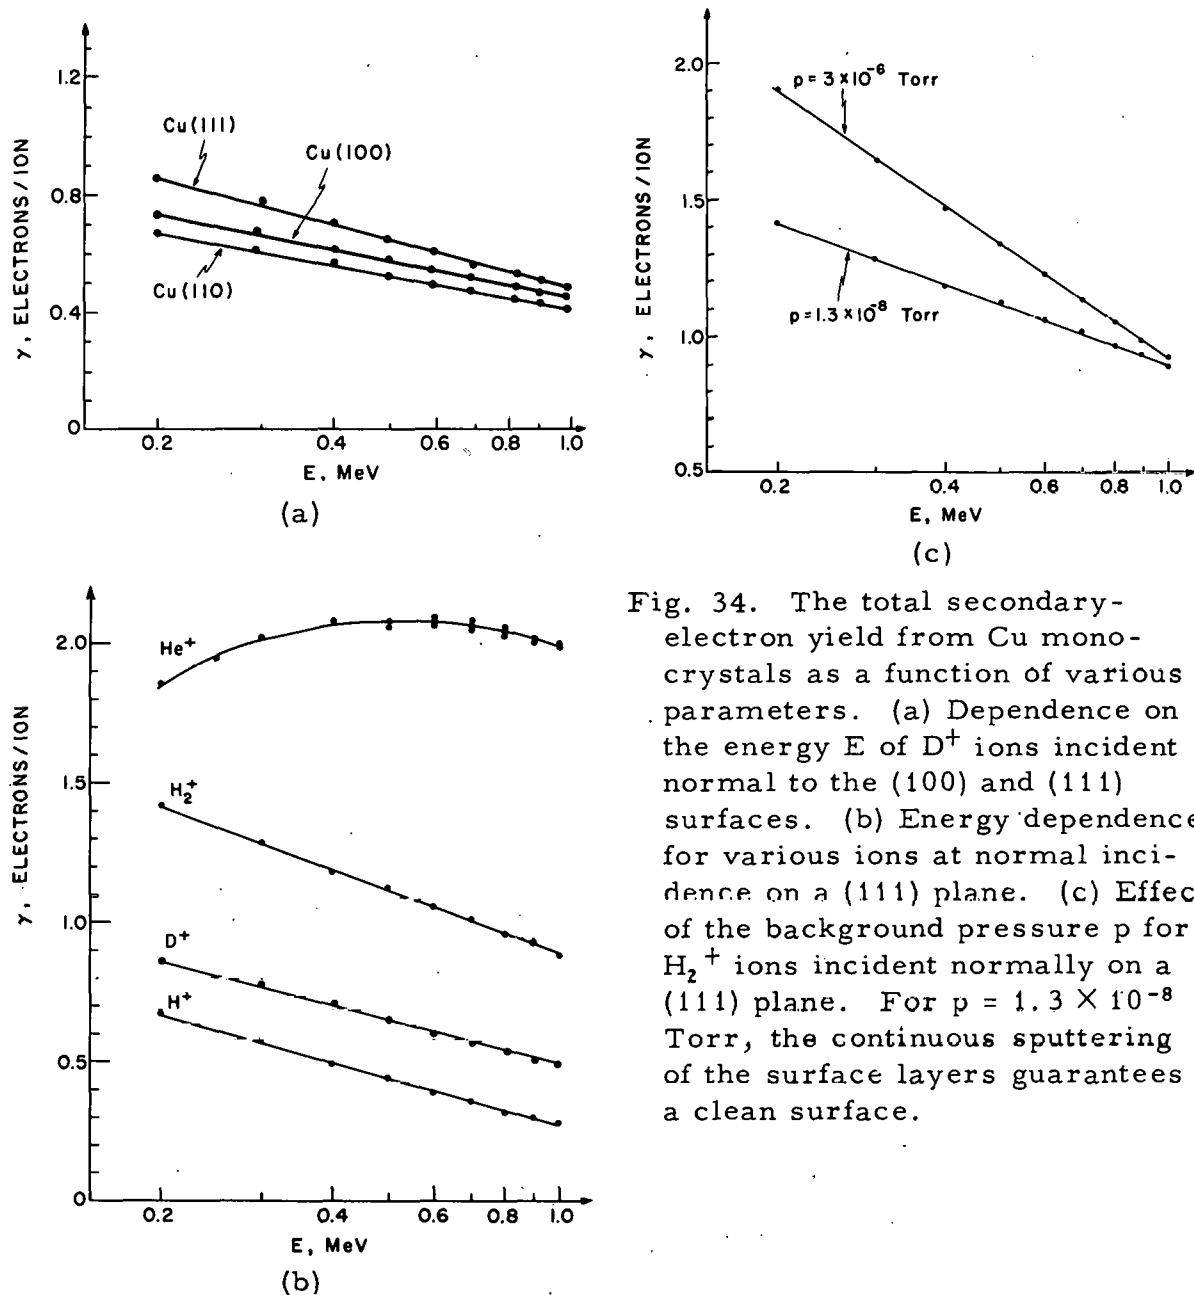 1.2
0.8
0.4
0
γ, ELECTRONS/ION
Cu(111)
Cu(100)
Cu(110)
0.2 0.4 0.6 0.8 1.0
E, MeV
(a)
2.0
1.5
1.0
0.5
γ, ELECTRONS/ION
p = 3 × 10^-6 Torr
p = 1.3 × 10^-8 Torr
0.2 0.4 0.6 0.8 1.0
E, MeV
(c)
2.0
1.5
1.0
0.5
0
γ, ELECTRONS/ION
He+
H2+
D+
H+
0.2 0.4 0.6 0.8 1.0
E, MeV
(b)
Fig. 34. The total secondary-
electron yield from Cu mono-
crystals as a function of various
parameters. (a) Dependence on
the energy E of D+ ions incident
normal to the (100) and (111)
surfaces. (b) Energy dependence
for various ions at normal inci-
dence on a (111) plane. (c) Effec
of the background pressure p for
H2+ ions incident normally on a
(111) plane. For p = 1.3 × 10^-8
Torr, the continuous sputtering
of the surface layers guarantees
a clean surface.